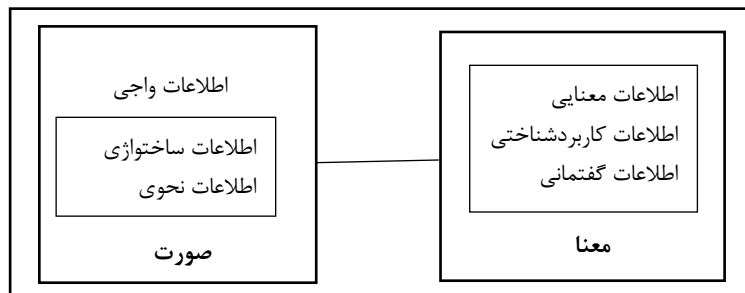 اطلاعات معنایی
اطلاعات کاربردشناختی
اطلاعات گفتمانی
معنا
اطلاعات واجی
اطلاعات ساختواژی
اطلاعات نحوی
صورت